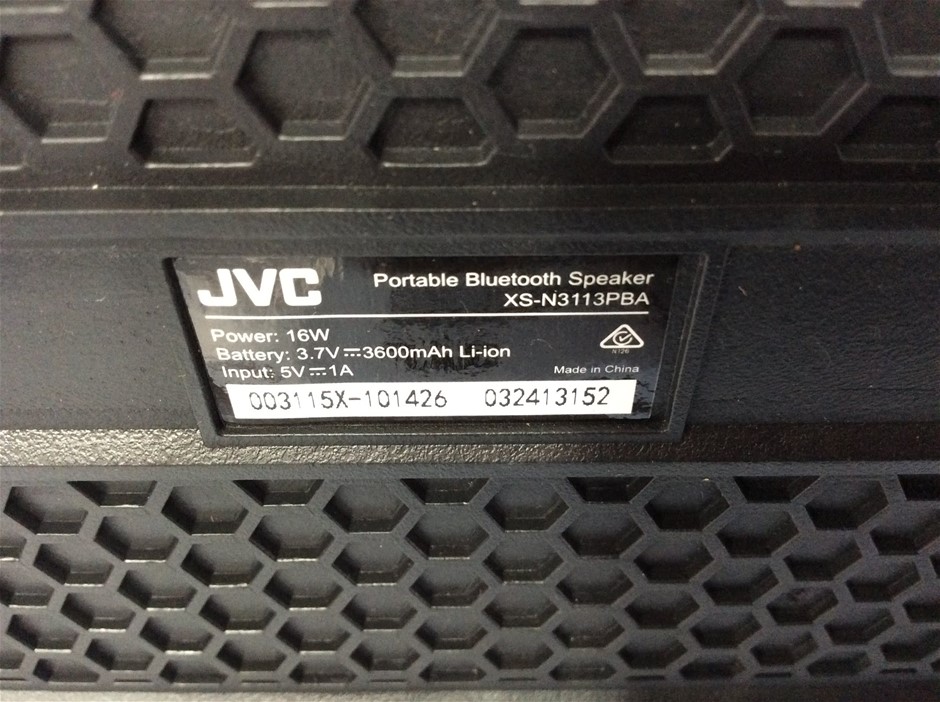 JVC
Portable Bluetooth Speaker
XS-N3113PBA
Power: 16W
Battery: 3.7V⎓3600mAh Li-ion
Input: 5V⎓1A
N126
Made in China
003115X-101426 032413152